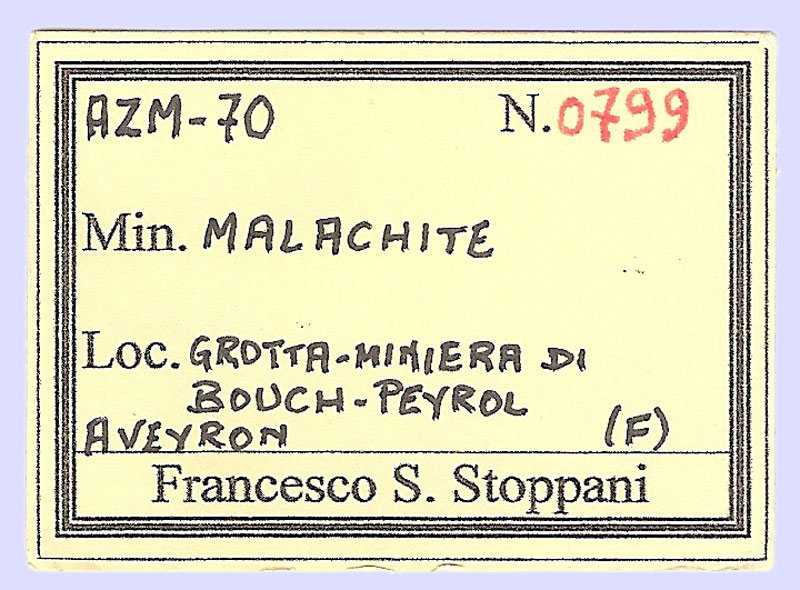 AZM-70 N. 0799
Min. MALACHITE
Loc. GROTTA-MINIERA DI
BOUCH-PEYROL
AVEYRON (F)
Francesco S. Stoppani